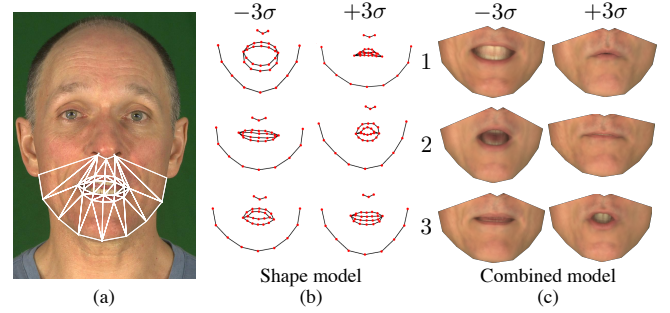 −3σ +3σ −3σ +3σ
1
2
3
Shape model Combined model
(a) (b) (c)